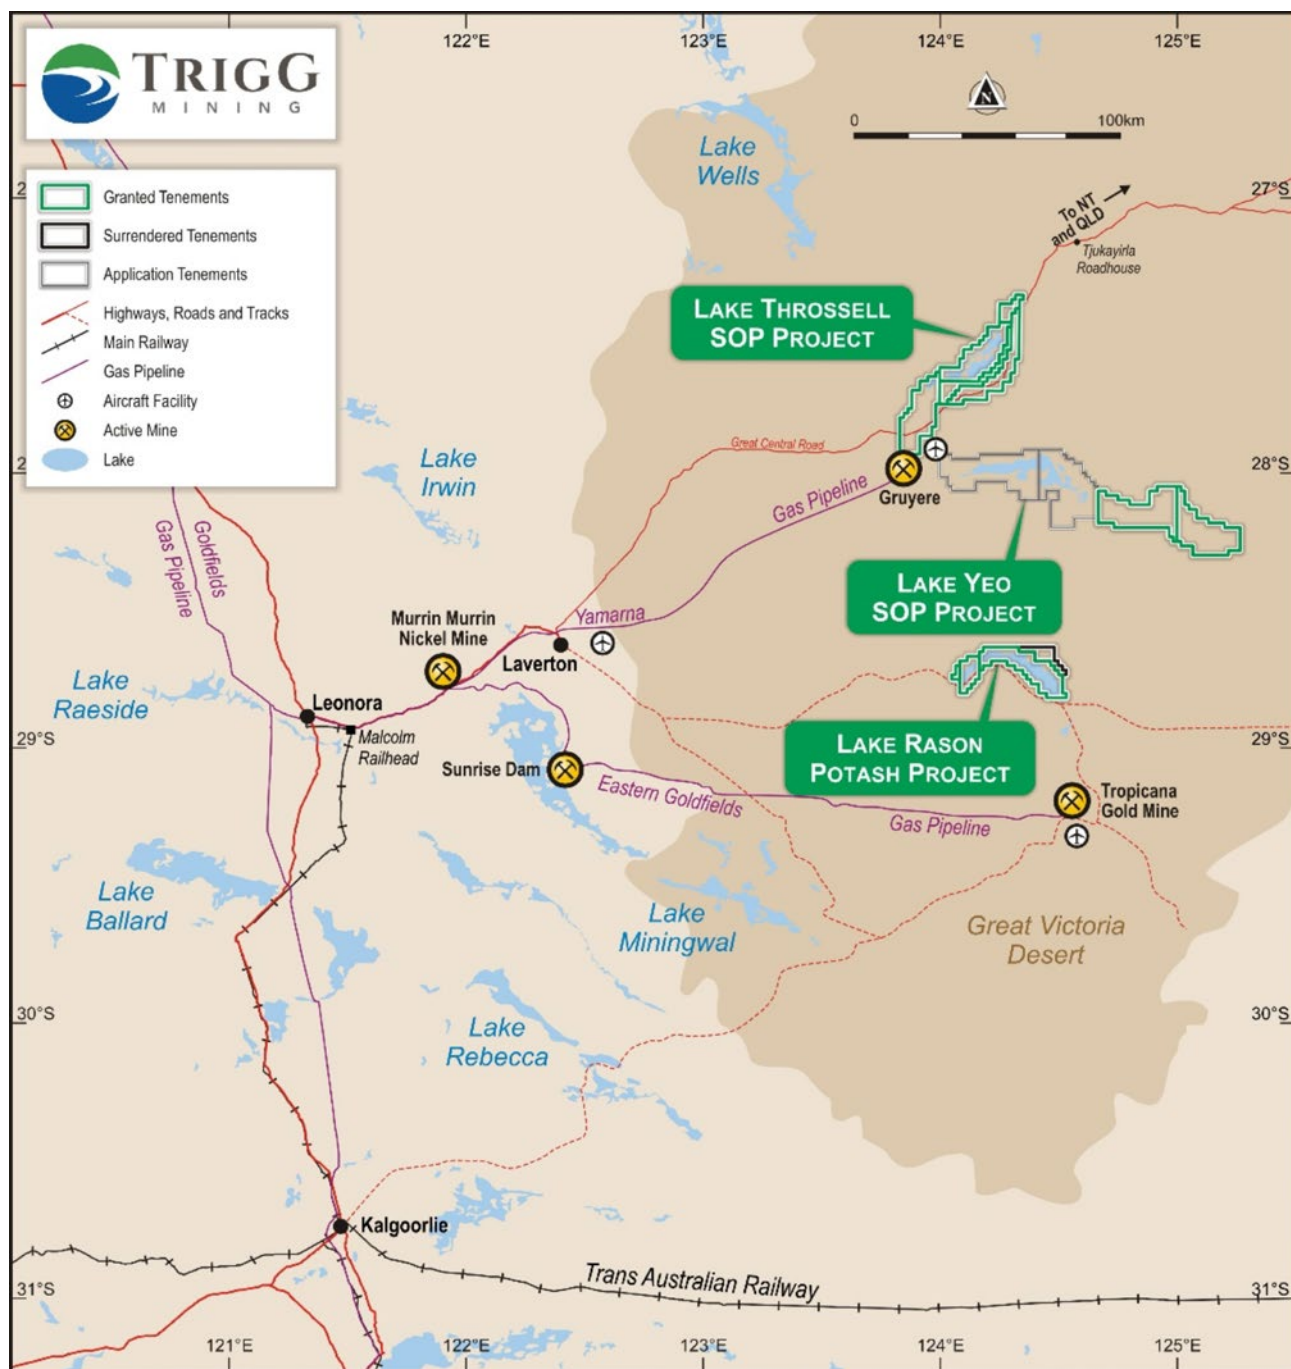 122°E
123°E
124°E
125°E
TRIGG
MINING
N
0
100km
Granted Tenements
Surrendered Tenements
Application Tenements
Highways, Roads and Tracks
Main Railway
Gas Pipeline
Aircraft Facility
Active Mine
Lake
Lake
Wells
27°S
To NT
and QLD
Tjukayirla
Roadhouse
LAKE THROSSELL
SOP PROJECT
Great Central Road
Lake
Irwin
28°S
Gas Pipeline
Gruyere
Goldfields
Gas Pipeline
LAKE YEO
SOP PROJECT
Murrin Murrin
Nickel Mine
Yamarna
Laverton
Lake
Raeside
Leonora
Malcolm
Railhead
29°S
29°S
LAKE RASON
POTASH PROJECT
Sunrise Dam
Eastern Goldfields
Gas Pipeline
Tropicana
Gold Mine
Lake
Ballard
Lake
Miningwal
Great Victoria
Desert
30°S
30°S
Lake
Rebecca
Kalgoorlie
Trans Australian Railway
31°S
31°S
121°E
122°E
123°E
124°E
125°E